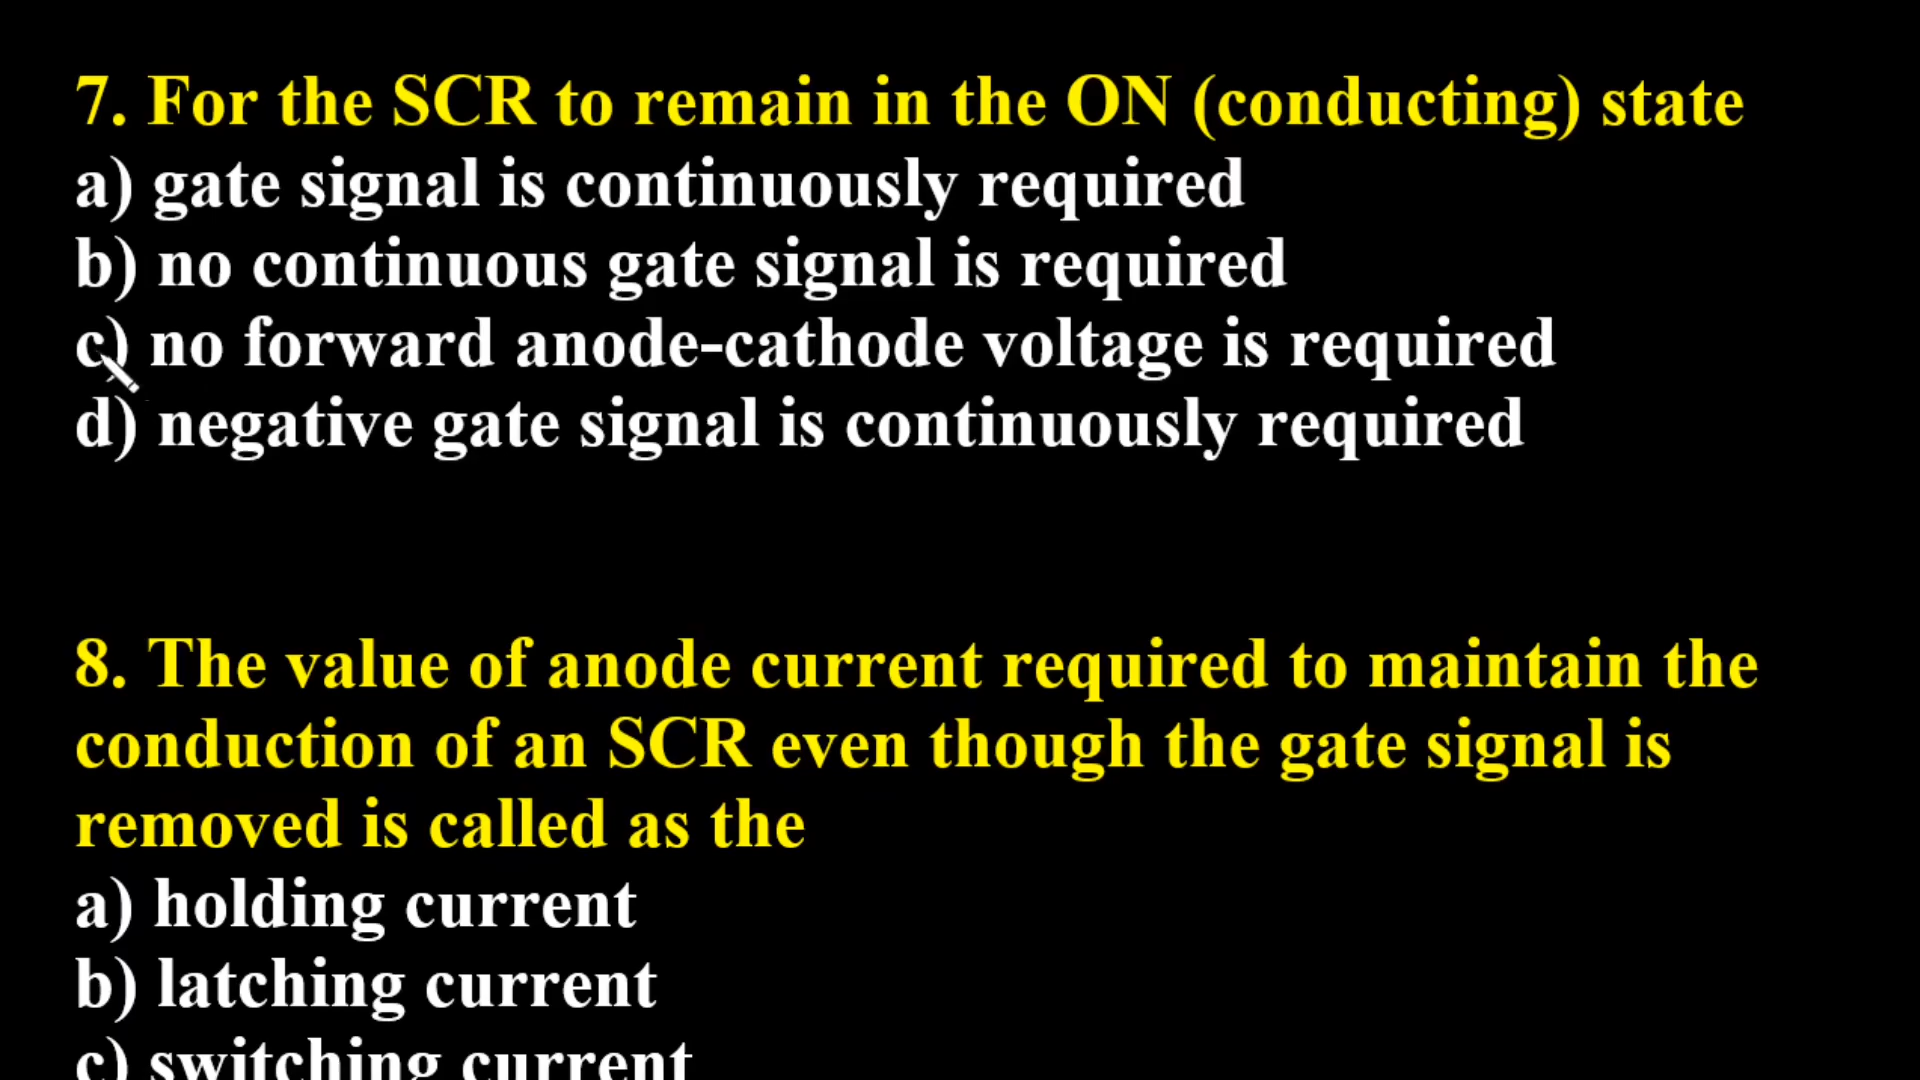 7. For the SCR to remain in the ON (conducting) state
a) gate signal is continuously required
b) no continuous gate signal is required
c) no forward anode-cathode voltage is required
d) negative gate signal is continuously required
8. The value of anode current required to maintain the
conduction of an SCR even though the gate signal is
removed is called as the
a) holding current
b) latching current
c) switching current